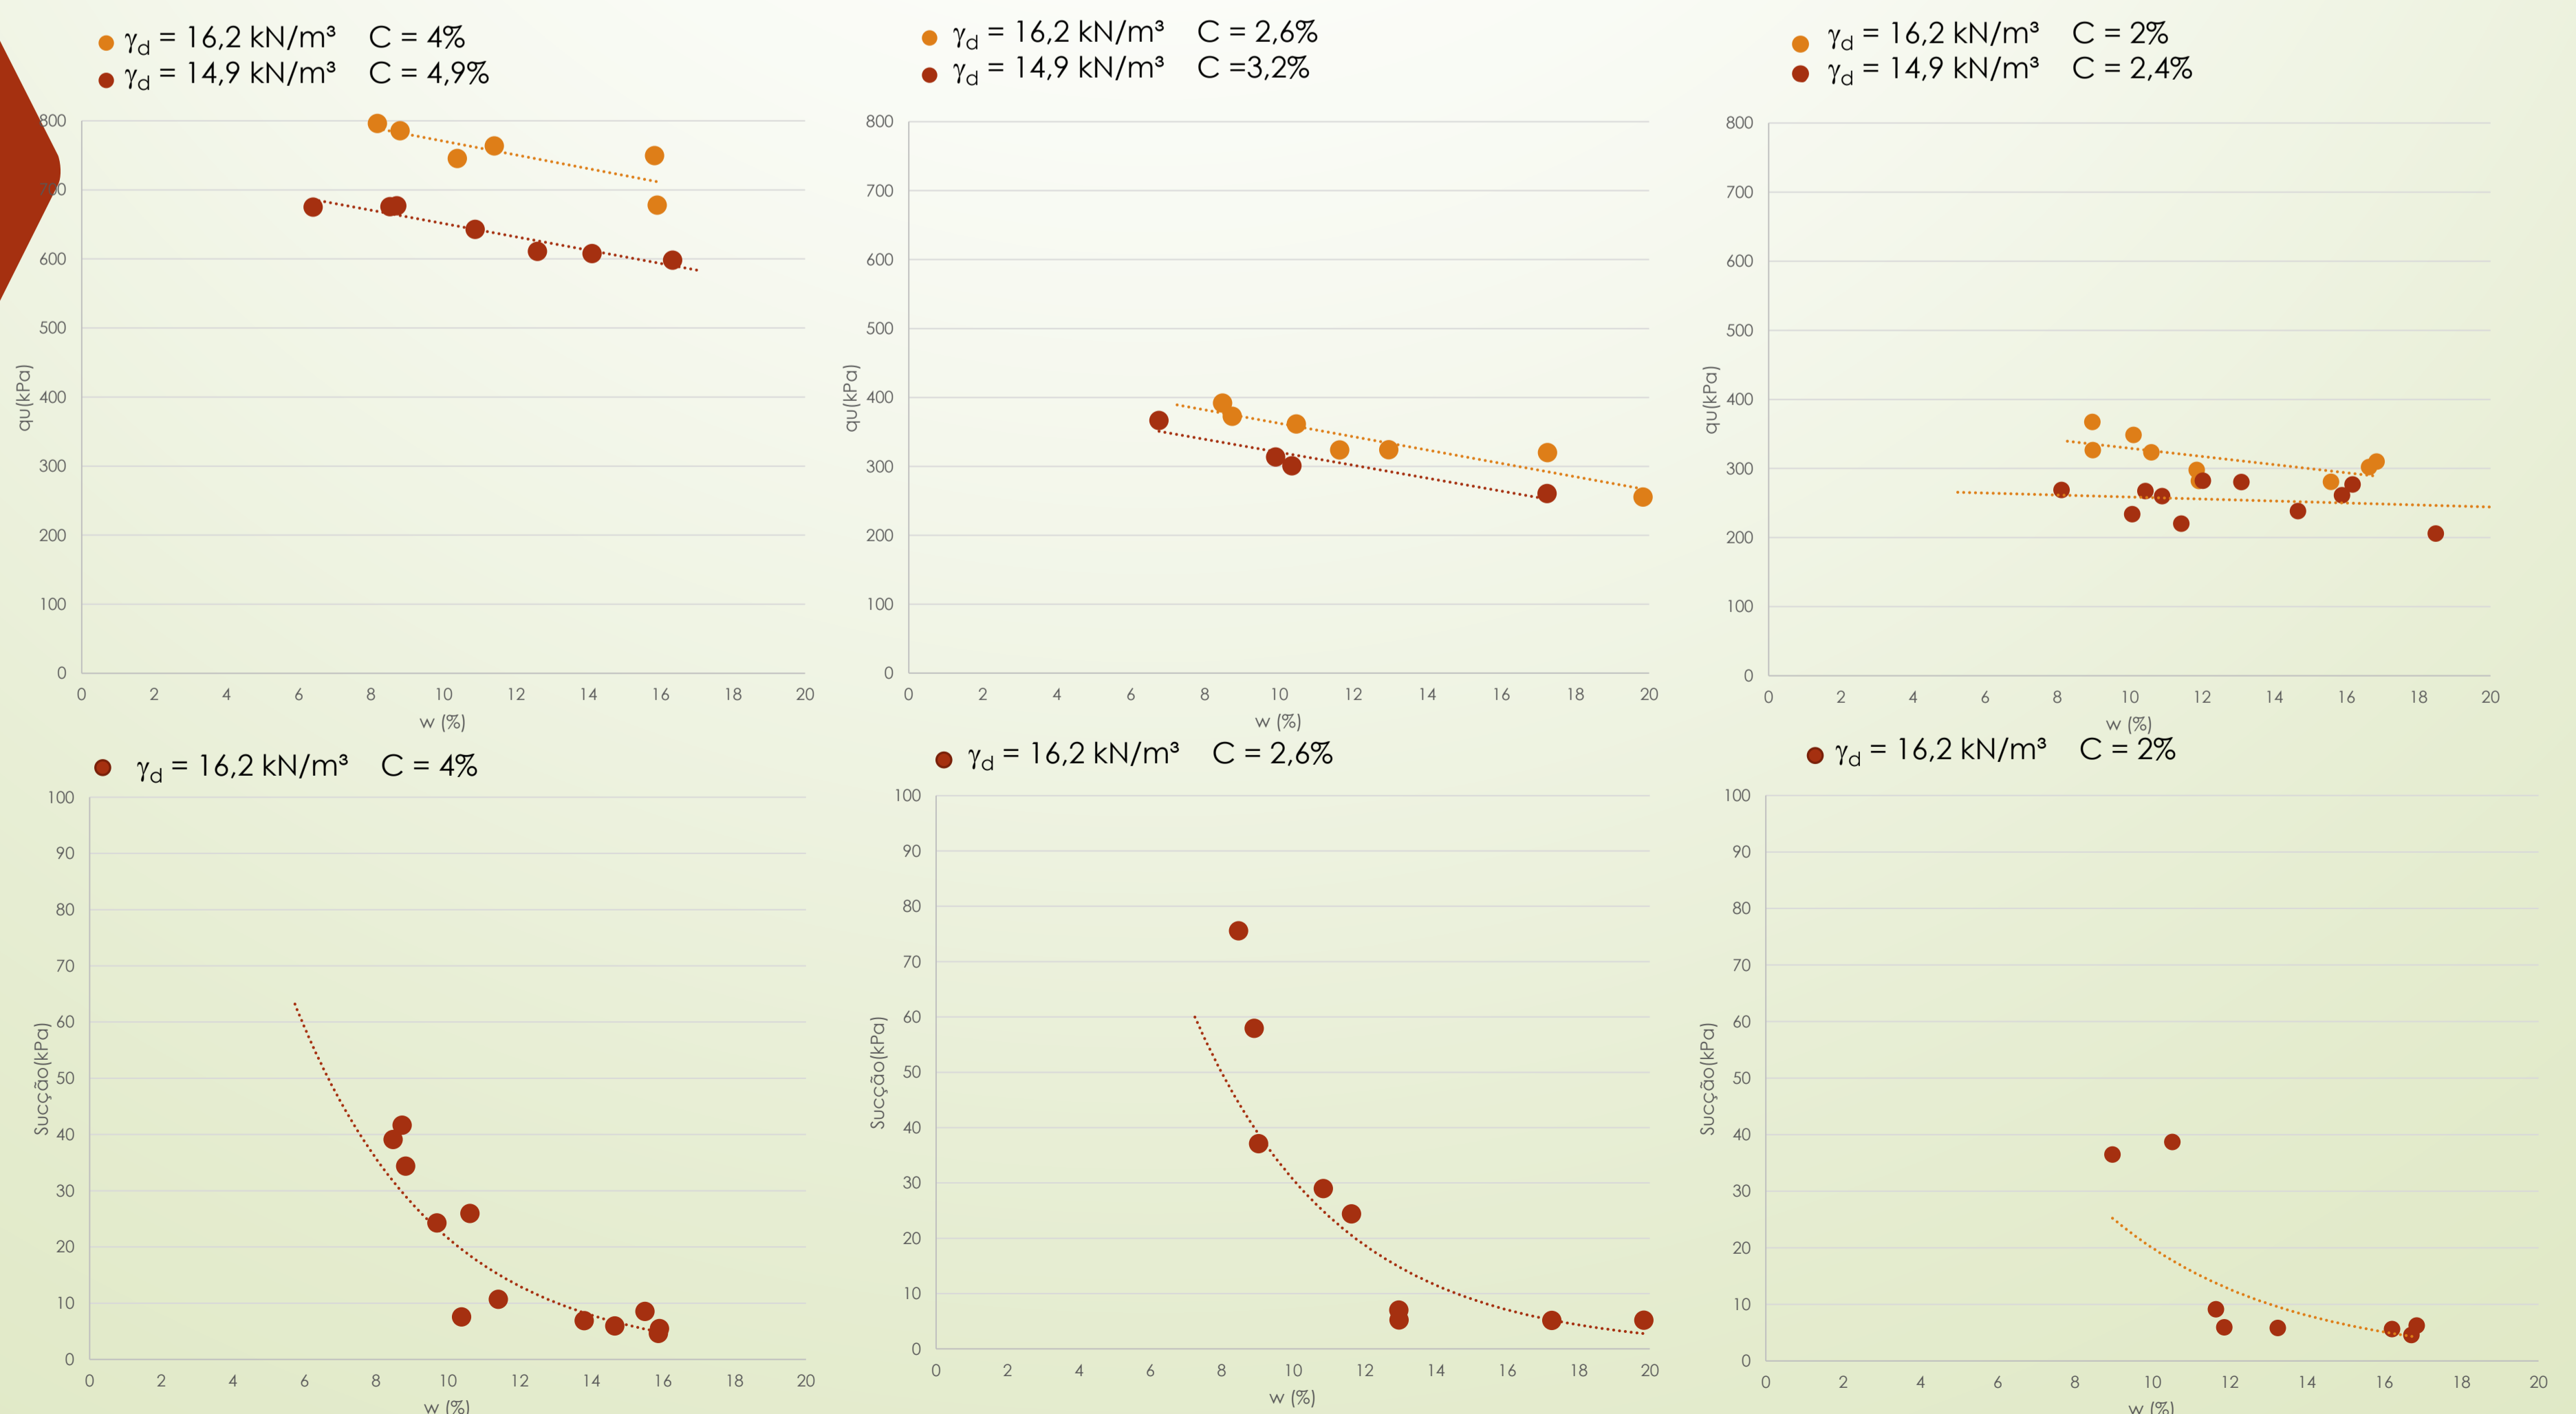 γd = 16,2 kN/m³ C = 4%
γd = 14,9 kN/m³ C = 4,9%
800
700
600
500
400
300
200
100
0
qu(kPa)
0 2 4 6 8 10 12 14 16 18 20
w (%)
γd = 16,2 kN/m³ C = 2,6%
γd = 14,9 kN/m³ C =3,2%
800
700
600
500
400
300
200
100
0
qu(kPa)
0 2 4 6 8 10 12 14 16 18 20
w (%)
γd = 16,2 kN/m³ C = 2%
γd = 14,9 kN/m³ C = 2,4%
800
700
600
500
400
300
200
100
0
qu(kPa)
0 2 4 6 8 10 12 14 16 18 20
w (%)
γd = 16,2 kN/m³ C = 4%
100
90
80
70
60
50
40
30
20
10
0
Sucção(kPa)
0 2 4 6 8 10 12 14 16 18 20
w (%)
γd = 16,2 kN/m³ C = 2,6%
100
90
80
70
60
50
40
30
20
10
0
Sucção(kPa)
0 2 4 6 8 10 12 14 16 18 20
w (%)
γd = 16,2 kN/m³ C = 2%
100
90
80
70
60
50
40
30
20
10
0
Sucção(kPa)
0 2 4 6 8 10 12 14 16 18 20
w (%)